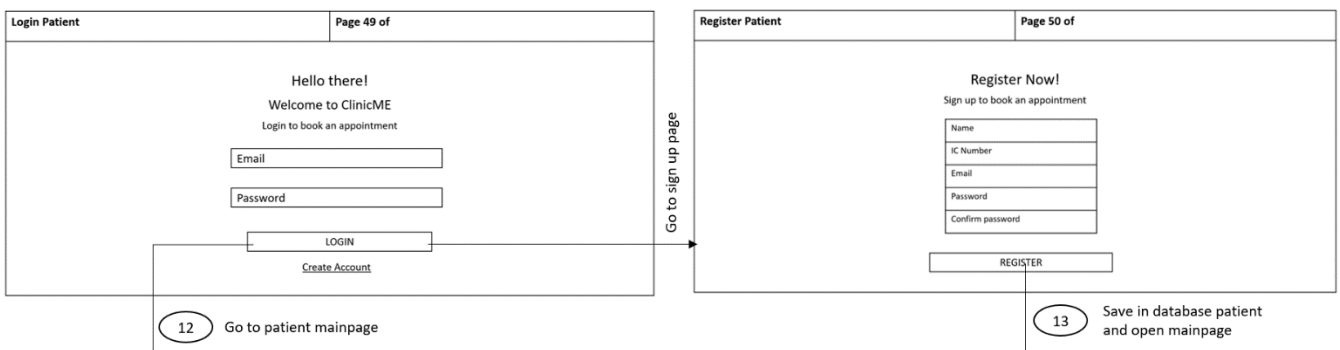 Login Patient
Page 49 of
Hello there!
Welcome to ClinicME
Login to book an appointment
Email
Password
LOGIN
Create Account
12
Go to patient mainpage
Go to sign up page
Register Patient
Page 50 of
Register Now!
Sign up to book an appointment
Name
IC Number
Email
Password
Confirm password
REGISTER
13
Save in database patient
and open mainpage